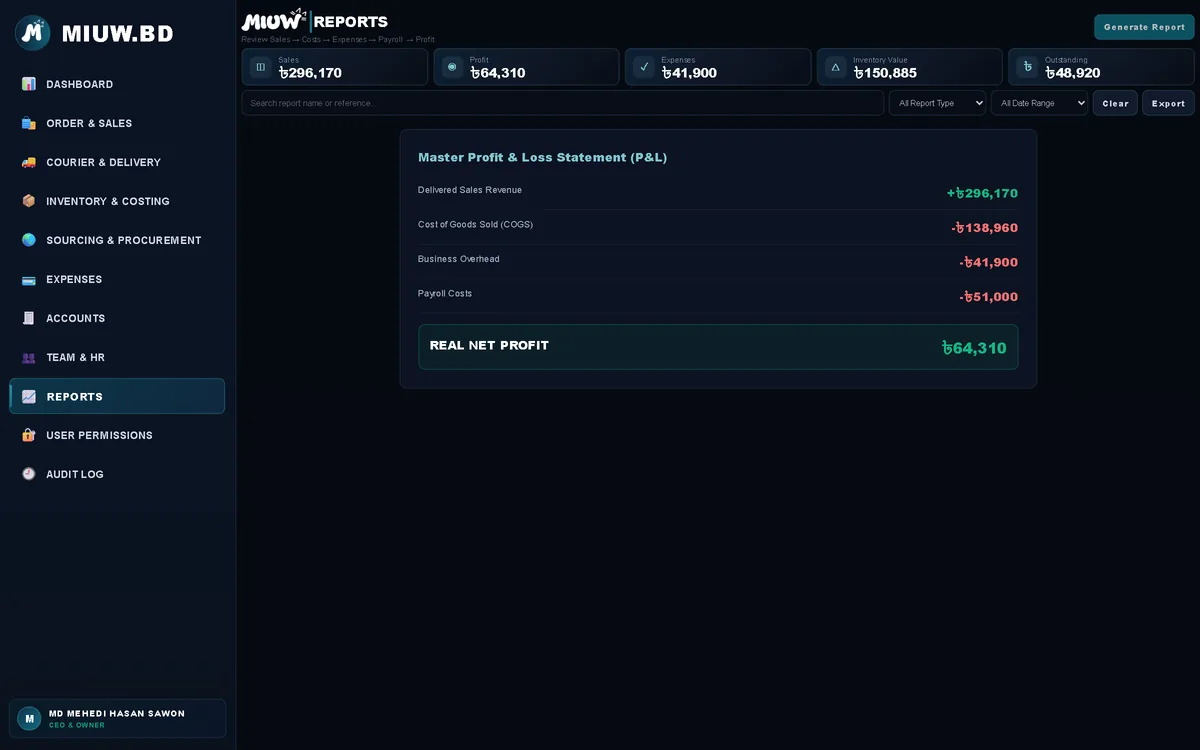 MIUW.BD
DASHBOARD
ORDER & SALES
COURIER & DELIVERY
INVENTORY & COSTING
SOURCING & PROCUREMENT
EXPENSES
ACCOUNTS
TEAM & HR
REPORTS
USER PERMISSIONS
AUDIT LOG
M
MD MEHEDI HASAN SAWON
CEO & OWNER
MIUW REPORTS
Review Sales → Costs → Expenses → Payroll → Profit.
Generate Report
Sales
৳296,170
Profit
৳64,310
Expenses
৳41,900
Inventory Value
৳150,885
৳
Outstanding
৳48,920
Search report name or reference...
All Report Type
All Date Range
Clear
Export
Master Profit & Loss Statement (P&L)
Delivered Sales Revenue +৳296,170
Cost of Goods Sold (COGS) -৳138,960
Business Overhead -৳41,900
Payroll Costs -৳51,000
REAL NET PROFIT ৳64,310